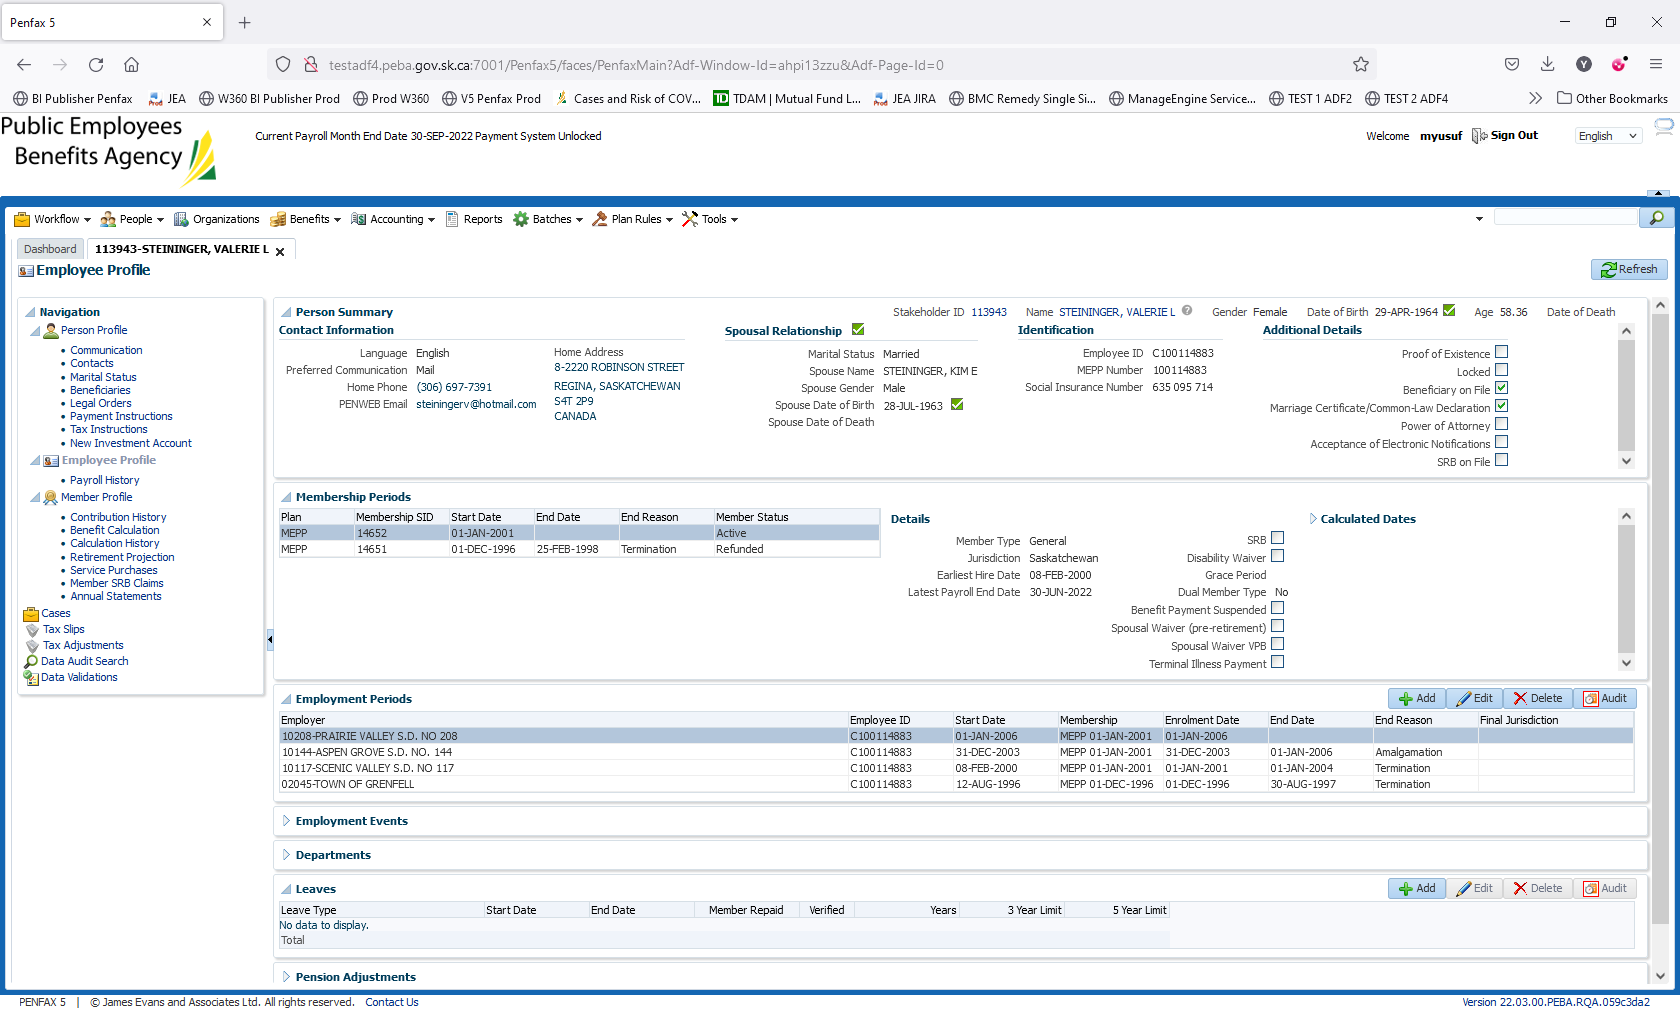 Penfax 5
testadf4.peba.gov.sk.ca:7001/Penfax5/faces/PenfaxMain?Adf-Window-Id=ahpi13zzu&Adf-Page-Id=0
BI Publisher Penfax JEA W360 BI Publisher Prod Prod W360 V5 Penfax Prod Cases and Risk of COV... TD TDAM | Mutual Fund L... JEA JIRA BMC Remedy Single Si... ManageEngine Service... TEST 1 ADF2 TEST 2 ADF4 Other Bookmarks
Public Employees
Benefits Agency
Current Payroll Month End Date 30-SEP-2022 Payment System Unlocked
Welcome myusuf Sign Out English
Workflow People Organizations Benefits Accounting Reports Batches Plan Rules Tools
Dashboard 113943-STEININGER, VALERIE L
Employee Profile
Refresh
Navigation
Person Profile
Communication
Contacts
Marital Status
Beneficiaries
Legal Orders
Payment Instructions
Tax Instructions
New Investment Account
Employee Profile
Payroll History
Member Profile
Contribution History
Benefit Calculation
Calculation History
Retirement Projection
Service Purchases
Member SRB Claims
Annual Statements
Cases
Tax Slips
Tax Adjustments
Data Audit Search
Data Validations
Person Summary
Stakeholder ID 113943 Name STEININGER, VALERIE L Gender Female Date of Birth 29-APR-1964 Age 58.36 Date of Death
Contact Information
Language English
Preferred Communication Mail
Home Phone (306) 697-7391
PENWEB Email steiningerv@hotmail.com
Home Address
8-2220 ROBINSON STREET
REGINA, SASKATCHEWAN
S4T 2P9
CANADA
Spousal Relationship
Marital Status Married
Spouse Name STEININGER, KIM E
Spouse Gender Male
Spouse Date of Birth 28-JUL-1963
Spouse Date of Death
Identification
Employee ID C100114883
MEPP Number 100114883
Social Insurance Number 635 095 714
Additional Details
Proof of Existence
Locked
Beneficiary on File
Marriage Certificate/Common-Law Declaration
Power of Attorney
Acceptance of Electronic Notifications
SRB on File
Membership Periods
Plan Membership SID Start Date End Date End Reason Member Status
MEPP 14652 01-JAN-2001 Active
MEPP 14651 01-DEC-1996 25-FEB-1998 Termination Refunded
Details
Member Type General
Jurisdiction Saskatchewan
Earliest Hire Date 08-FEB-2000
Latest Payroll End Date 30-JUN-2022
SRB
Disability Waiver
Grace Period
Dual Member Type No
Benefit Payment Suspended
Spousal Waiver (pre-retirement)
Spousal Waiver VPB
Terminal Illness Payment
Calculated Dates
Employment Periods
Add Edit Delete Audit
Employer Employee ID Start Date Membership Enrolment Date End Date End Reason Final Jurisdiction
10208-PRAIRIE VALLEY S.D. NO 208 C100114883 01-JAN-2006 MEPP 01-JAN-2001 01-JAN-2006
10144-ASPEN GROVE S.D. NO. 144 C100114883 31-DEC-2003 MEPP 01-JAN-2001 31-DEC-2003 01-JAN-2006 Amalgamation
10117-SCENIC VALLEY S.D. NO 117 C100114883 08-FEB-2000 MEPP 01-JAN-2001 01-JAN-2001 01-JAN-2004 Termination
02045-TOWN OF GRENFELL C100114883 12-AUG-1996 MEPP 01-DEC-1996 01-DEC-1996 30-AUG-1997 Termination
Employment Events
Departments
Leaves
Add Edit Delete Audit
Leave Type Start Date End Date Member Repaid Verified Years 3 Year Limit 5 Year Limit
No data to display.
Total
Pension Adjustments
PENFAX 5 | © James Evans and Associates Ltd. All rights reserved. Contact Us
Version 22.03.00.PEBA.RQA.059c3da2